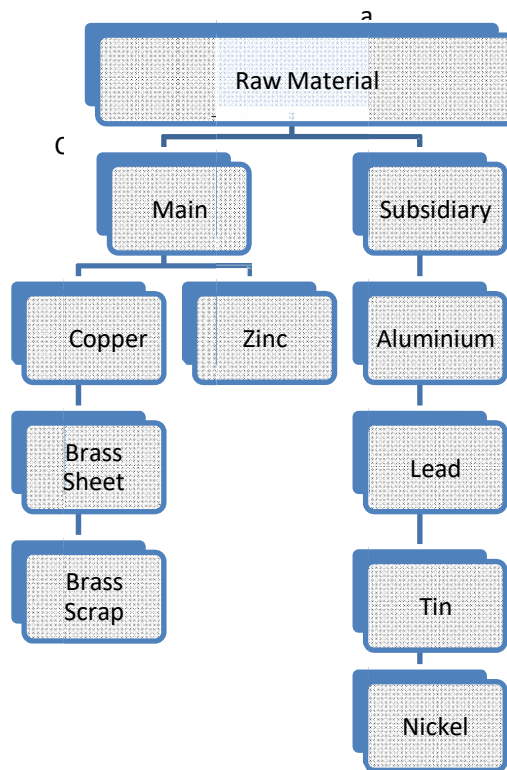 a
Raw Material
C
Main
Subsidiary
Copper
Zinc
Aluminium
Brass
Sheet
Lead
Brass
Scrap
Tin
Nickel